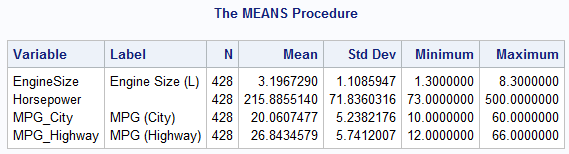 The MEANS Procedure
Variable Label N Mean Std Dev Minimum Maximum
EngineSize Engine Size (L) 428 3.1967290 1.1085947 1.3000000 8.3000000
Horsepower 428 215.8855140 71.8360316 73.0000000 500.0000000
MPG_City MPG (City) 428 20.0607477 5.2382176 10.0000000 60.0000000
MPG_Highway MPG (Highway) 428 26.8434579 5.7412007 12.0000000 66.0000000